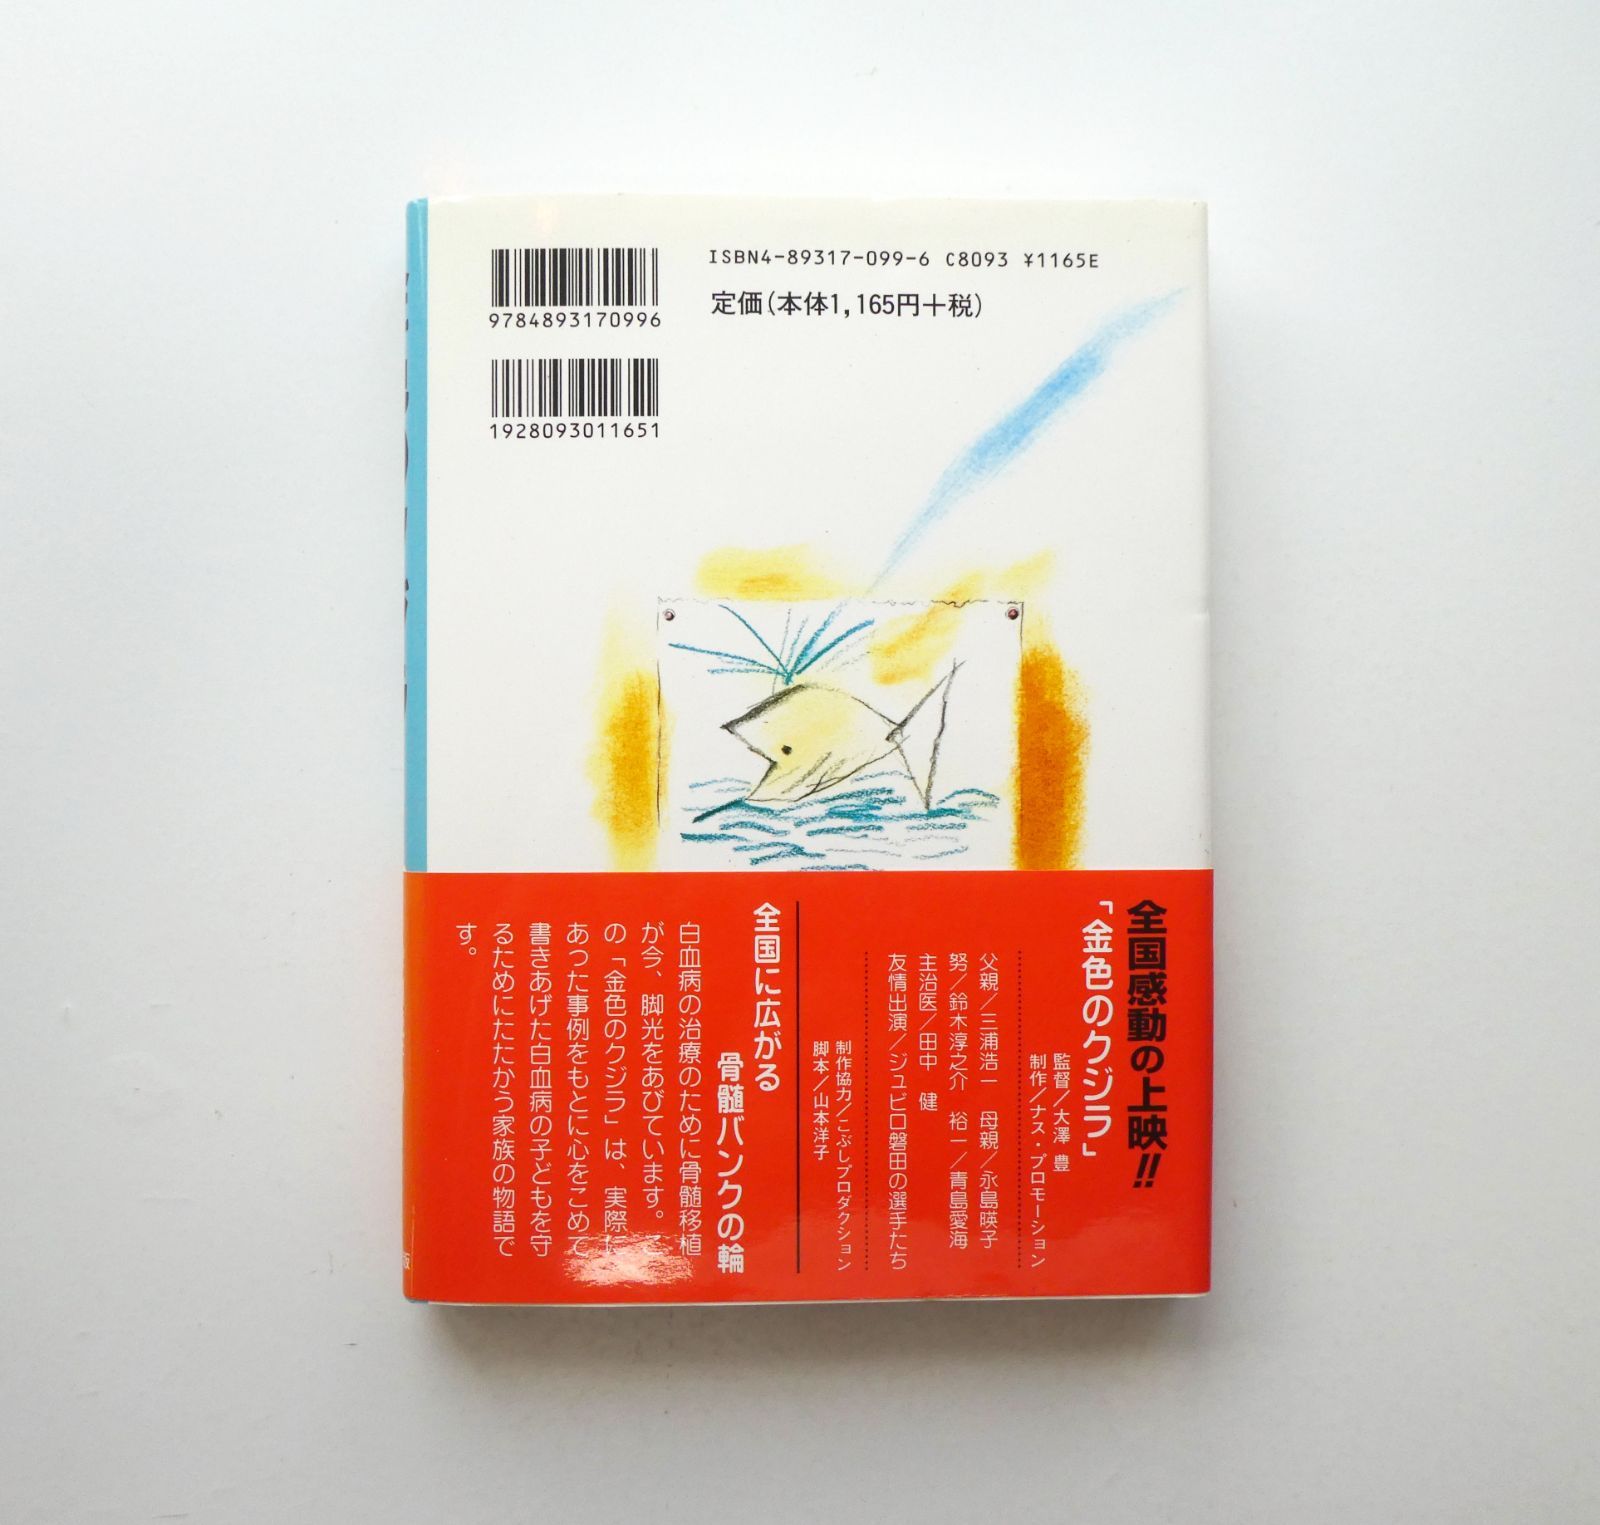 ISBN4-89317-099-6 C8093 ¥1165E
定価(本体1,165円+税)
9784893170996
1928093011651
全国感動の上映!!
「金色のクジラ」
監督/大澤 豊
制作/ナス・プロモーション
父親/三浦浩一 母親/永島暎子
努/鈴木淳之介 裕一/青島愛海
主治医/田中 健
友情出演/ジュビロ磐田の選手たち
制作協力/こぶしプロダクション
脚本/山本洋子
全国に広がる
骨髄バンクの輪
白血病の治療のために骨髄移植
が今、脚光をあびています。こ
の「金色のクジラ」は、実際に
あった事例をもとに心をこめて
書きあげた白血病の子どもを守
るためにたたかう家族の物語で
す。